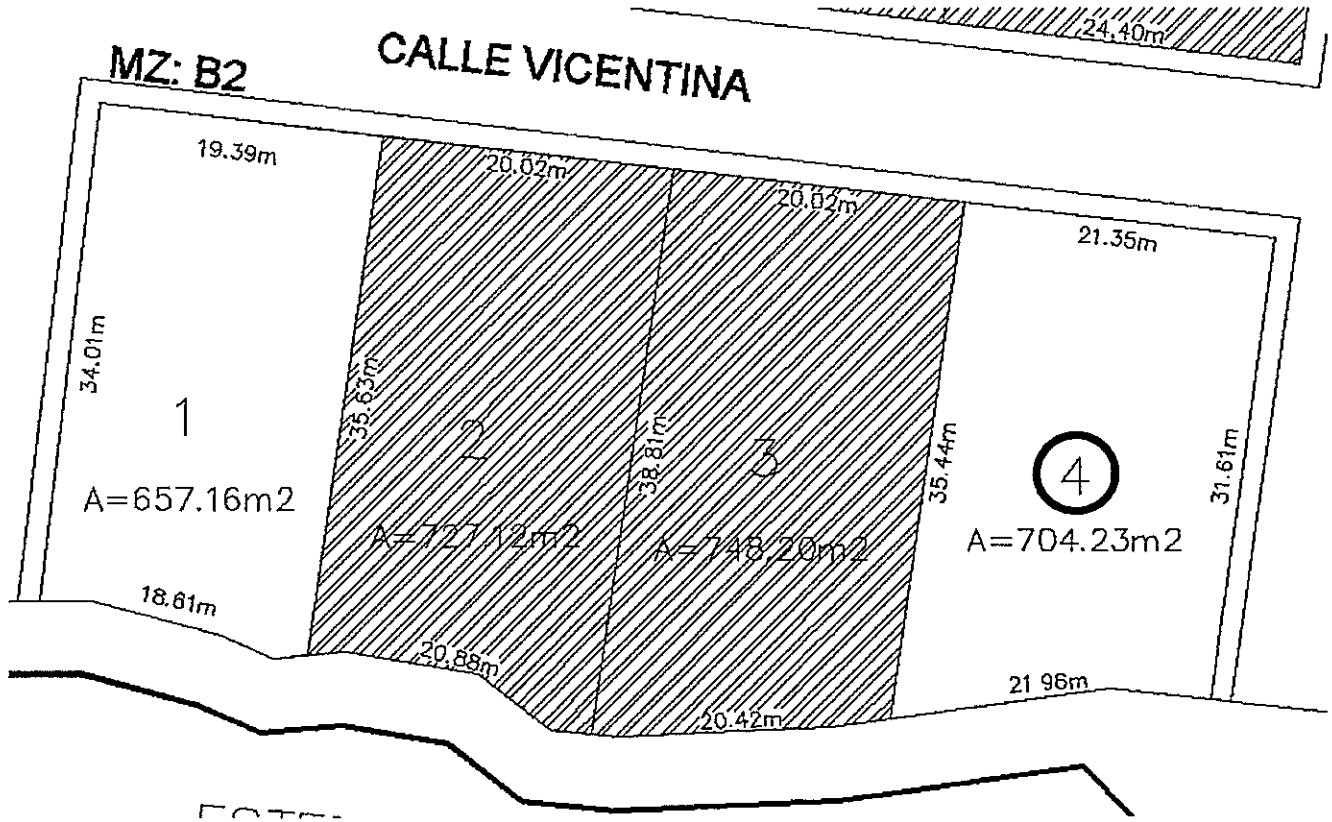 24.40m
CALLE VICENTINA
MZ: B2
19.39m
20.02m
20.02m
21.35m
34.01m
35.63m
38.81m
35.44m
31.61m
1
2
3
4
A=657.16m2
A=727.12m2
A=748.20m2
A=704.23m2
18.61m
20.88m
20.42m
21 96m